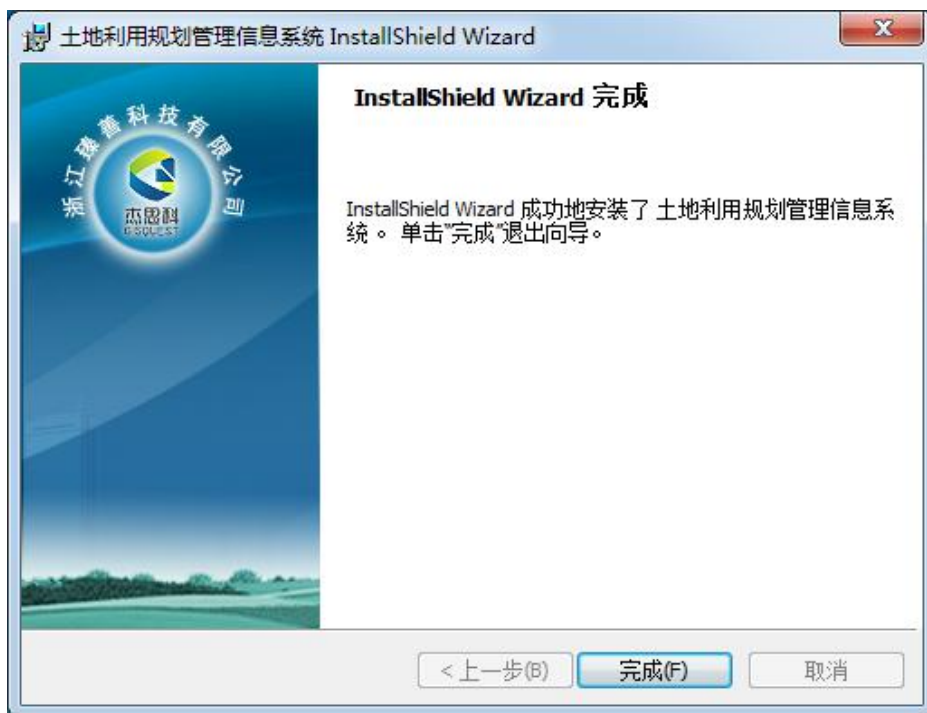 土地利用规划管理信息系统 InstallShield Wizard
浙江臻善科技有限公司
杰思科
InstallShield Wizard 完成
InstallShield Wizard 成功地安装了 土地利用规划管理信息系
统。 单击"完成"退出向导。
<上一步(B)
完成(F)
取消